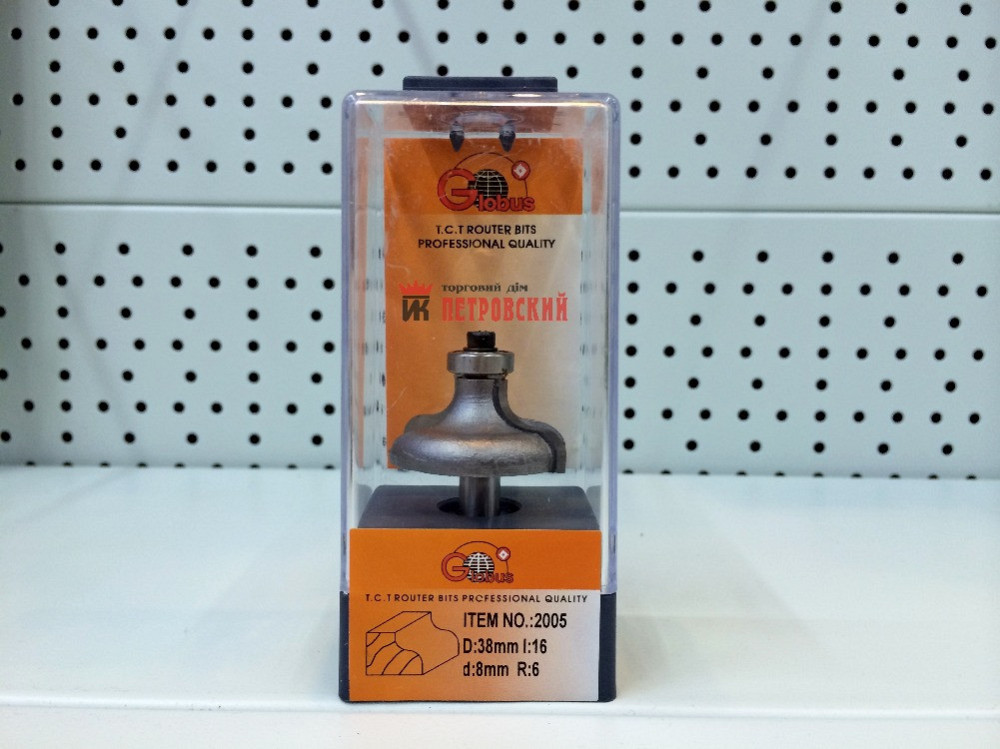 Globus
T.C.T ROUTER BITS
PROFESSIONAL QUALITY
торговий дім
ИК ПЕТРОВСКИЙ
Globus
T.C.T ROUTER BITS PROFESSIONAL QUALITY
ITEM NO.:2005
D:38mm l:16
d:8mm R:6